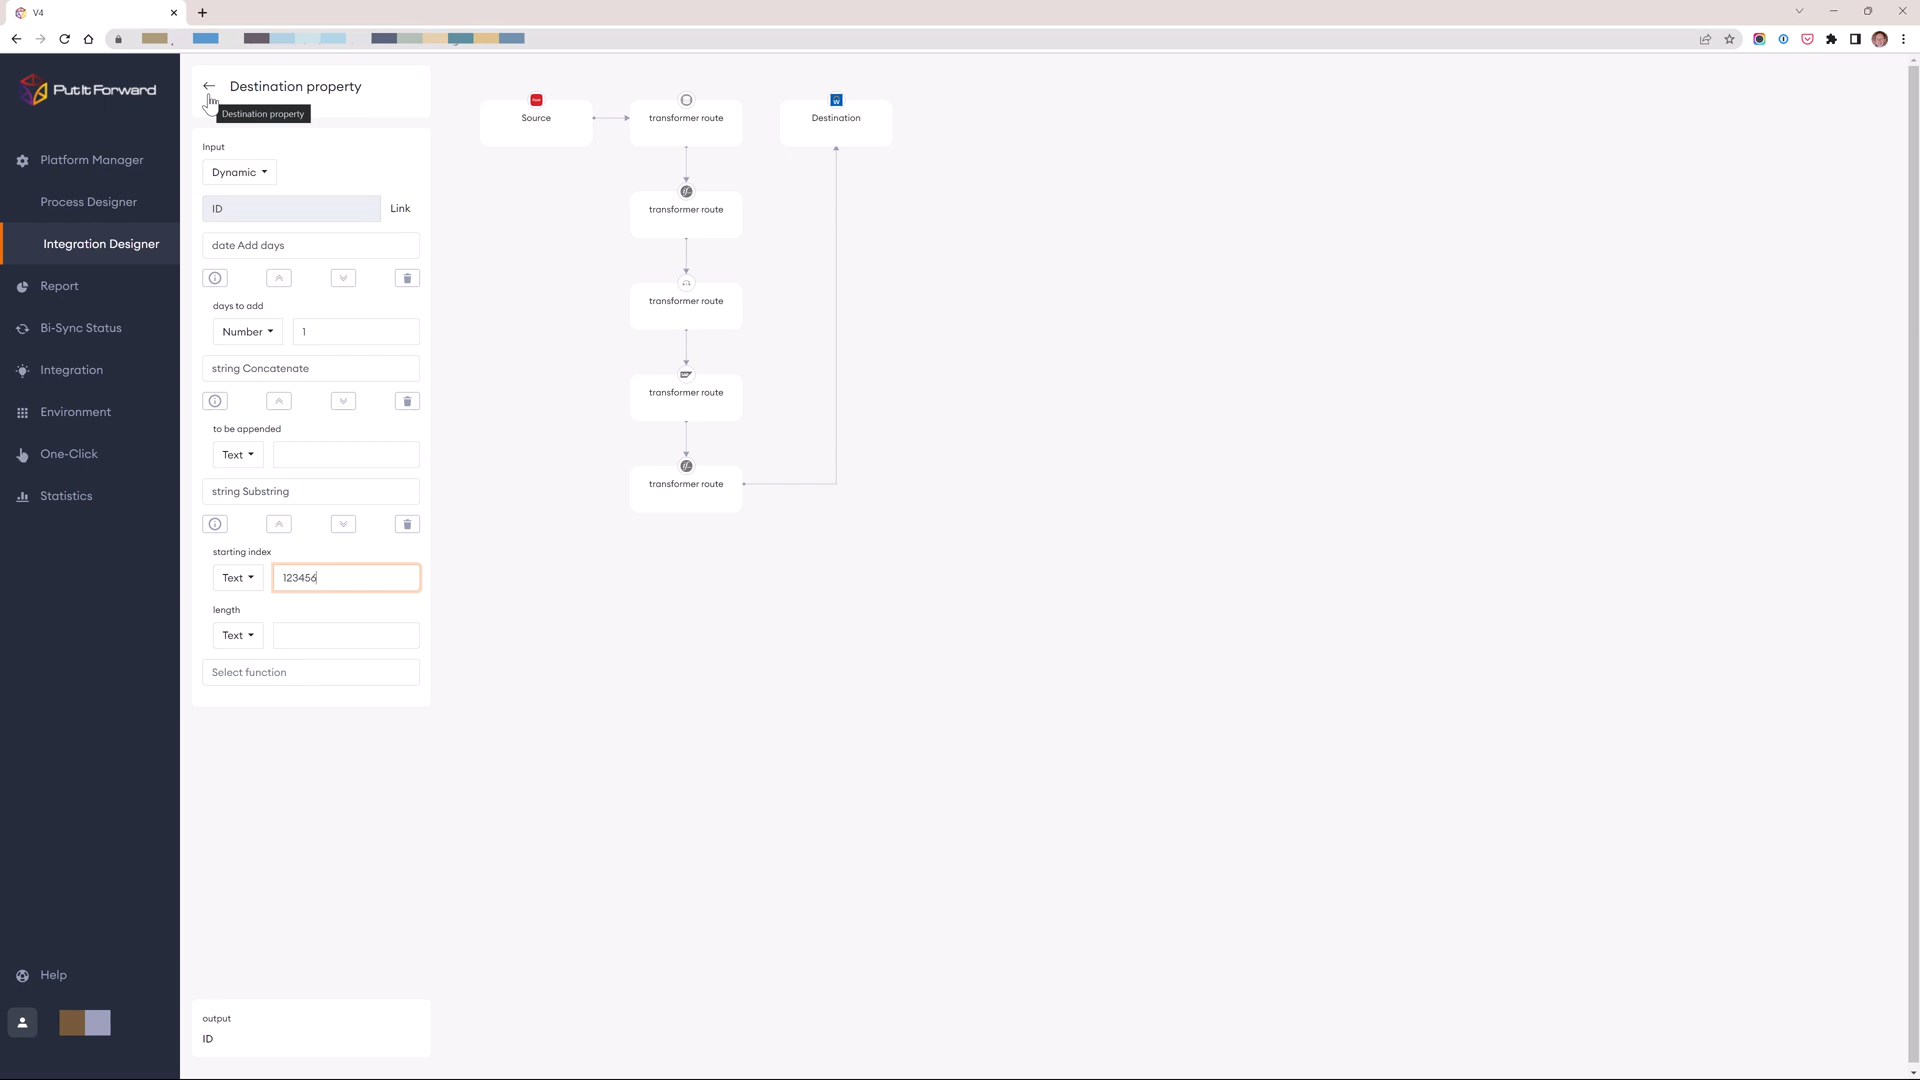 V4
PutItForward
Platform Manager
Process Designer
Integration Designer
Report
Bi-Sync Status
Integration
Environment
One-Click
Statistics
Help
Destination property
Destination property
Input
Dynamic
ID Link
date Add days
days to add
Number 1
string Concatenate
to be appended
Text
string Substring
starting index
Text 123456
length
Text
Select function
output
ID
Source
transformer route
Destination
transformer route
transformer route
transformer route
transformer route